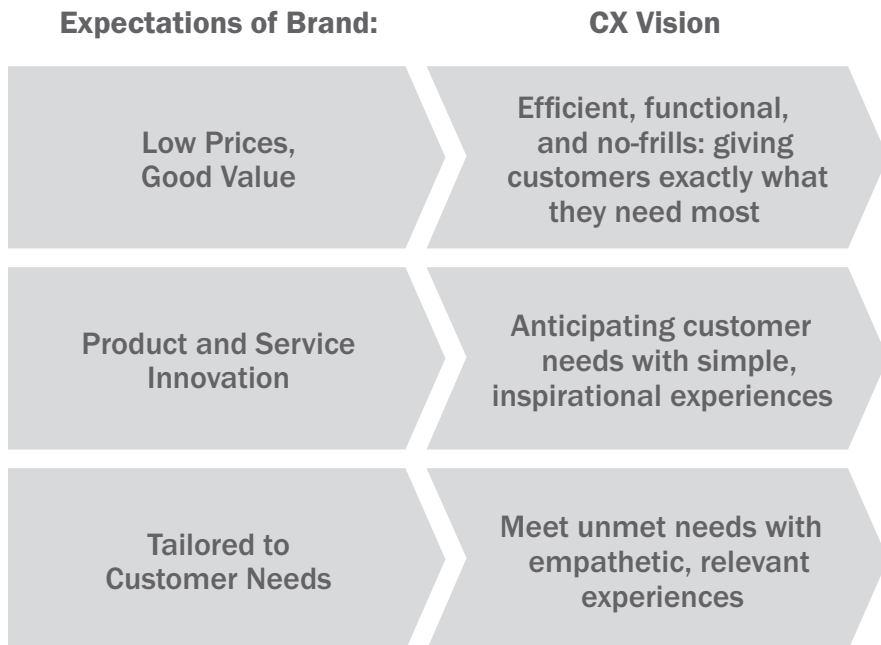 Expectations of Brand:
CX Vision
Low Prices,
Good Value
Efficient, functional,
and no-frills: giving
customers exactly what
they need most
Product and Service
Innovation
Anticipating customer
needs with simple,
inspirational experiences
Tailored to
Customer Needs
Meet unmet needs with
empathetic, relevant
experiences